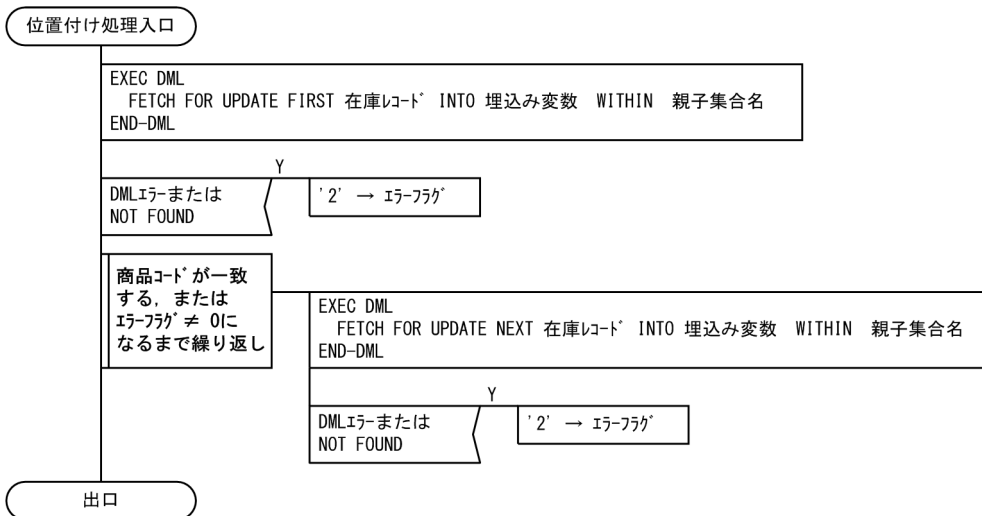 位置付け処理入口
EXEC DML
FETCH FOR UPDATE FIRST 在庫ﾚｺｰﾄﾞ INTO 埋込み変数 WITHIN 親子集合名
END-DML
Y
DMLｴﾗｰまたは
NOT FOUND
'2' → ｴﾗｰﾌﾗｸﾞ
商品ｺｰﾄﾞが一致
する，または
ｴﾗｰﾌﾗｸﾞ≠ 0に
なるまで繰り返し
EXEC DML
FETCH FOR UPDATE NEXT 在庫ﾚｺｰﾄﾞ INTO 埋込み変数 WITHIN 親子集合名
END-DML
Y
DMLｴﾗｰまたは
NOT FOUND
'2' → ｴﾗｰﾌﾗｸﾞ
出口